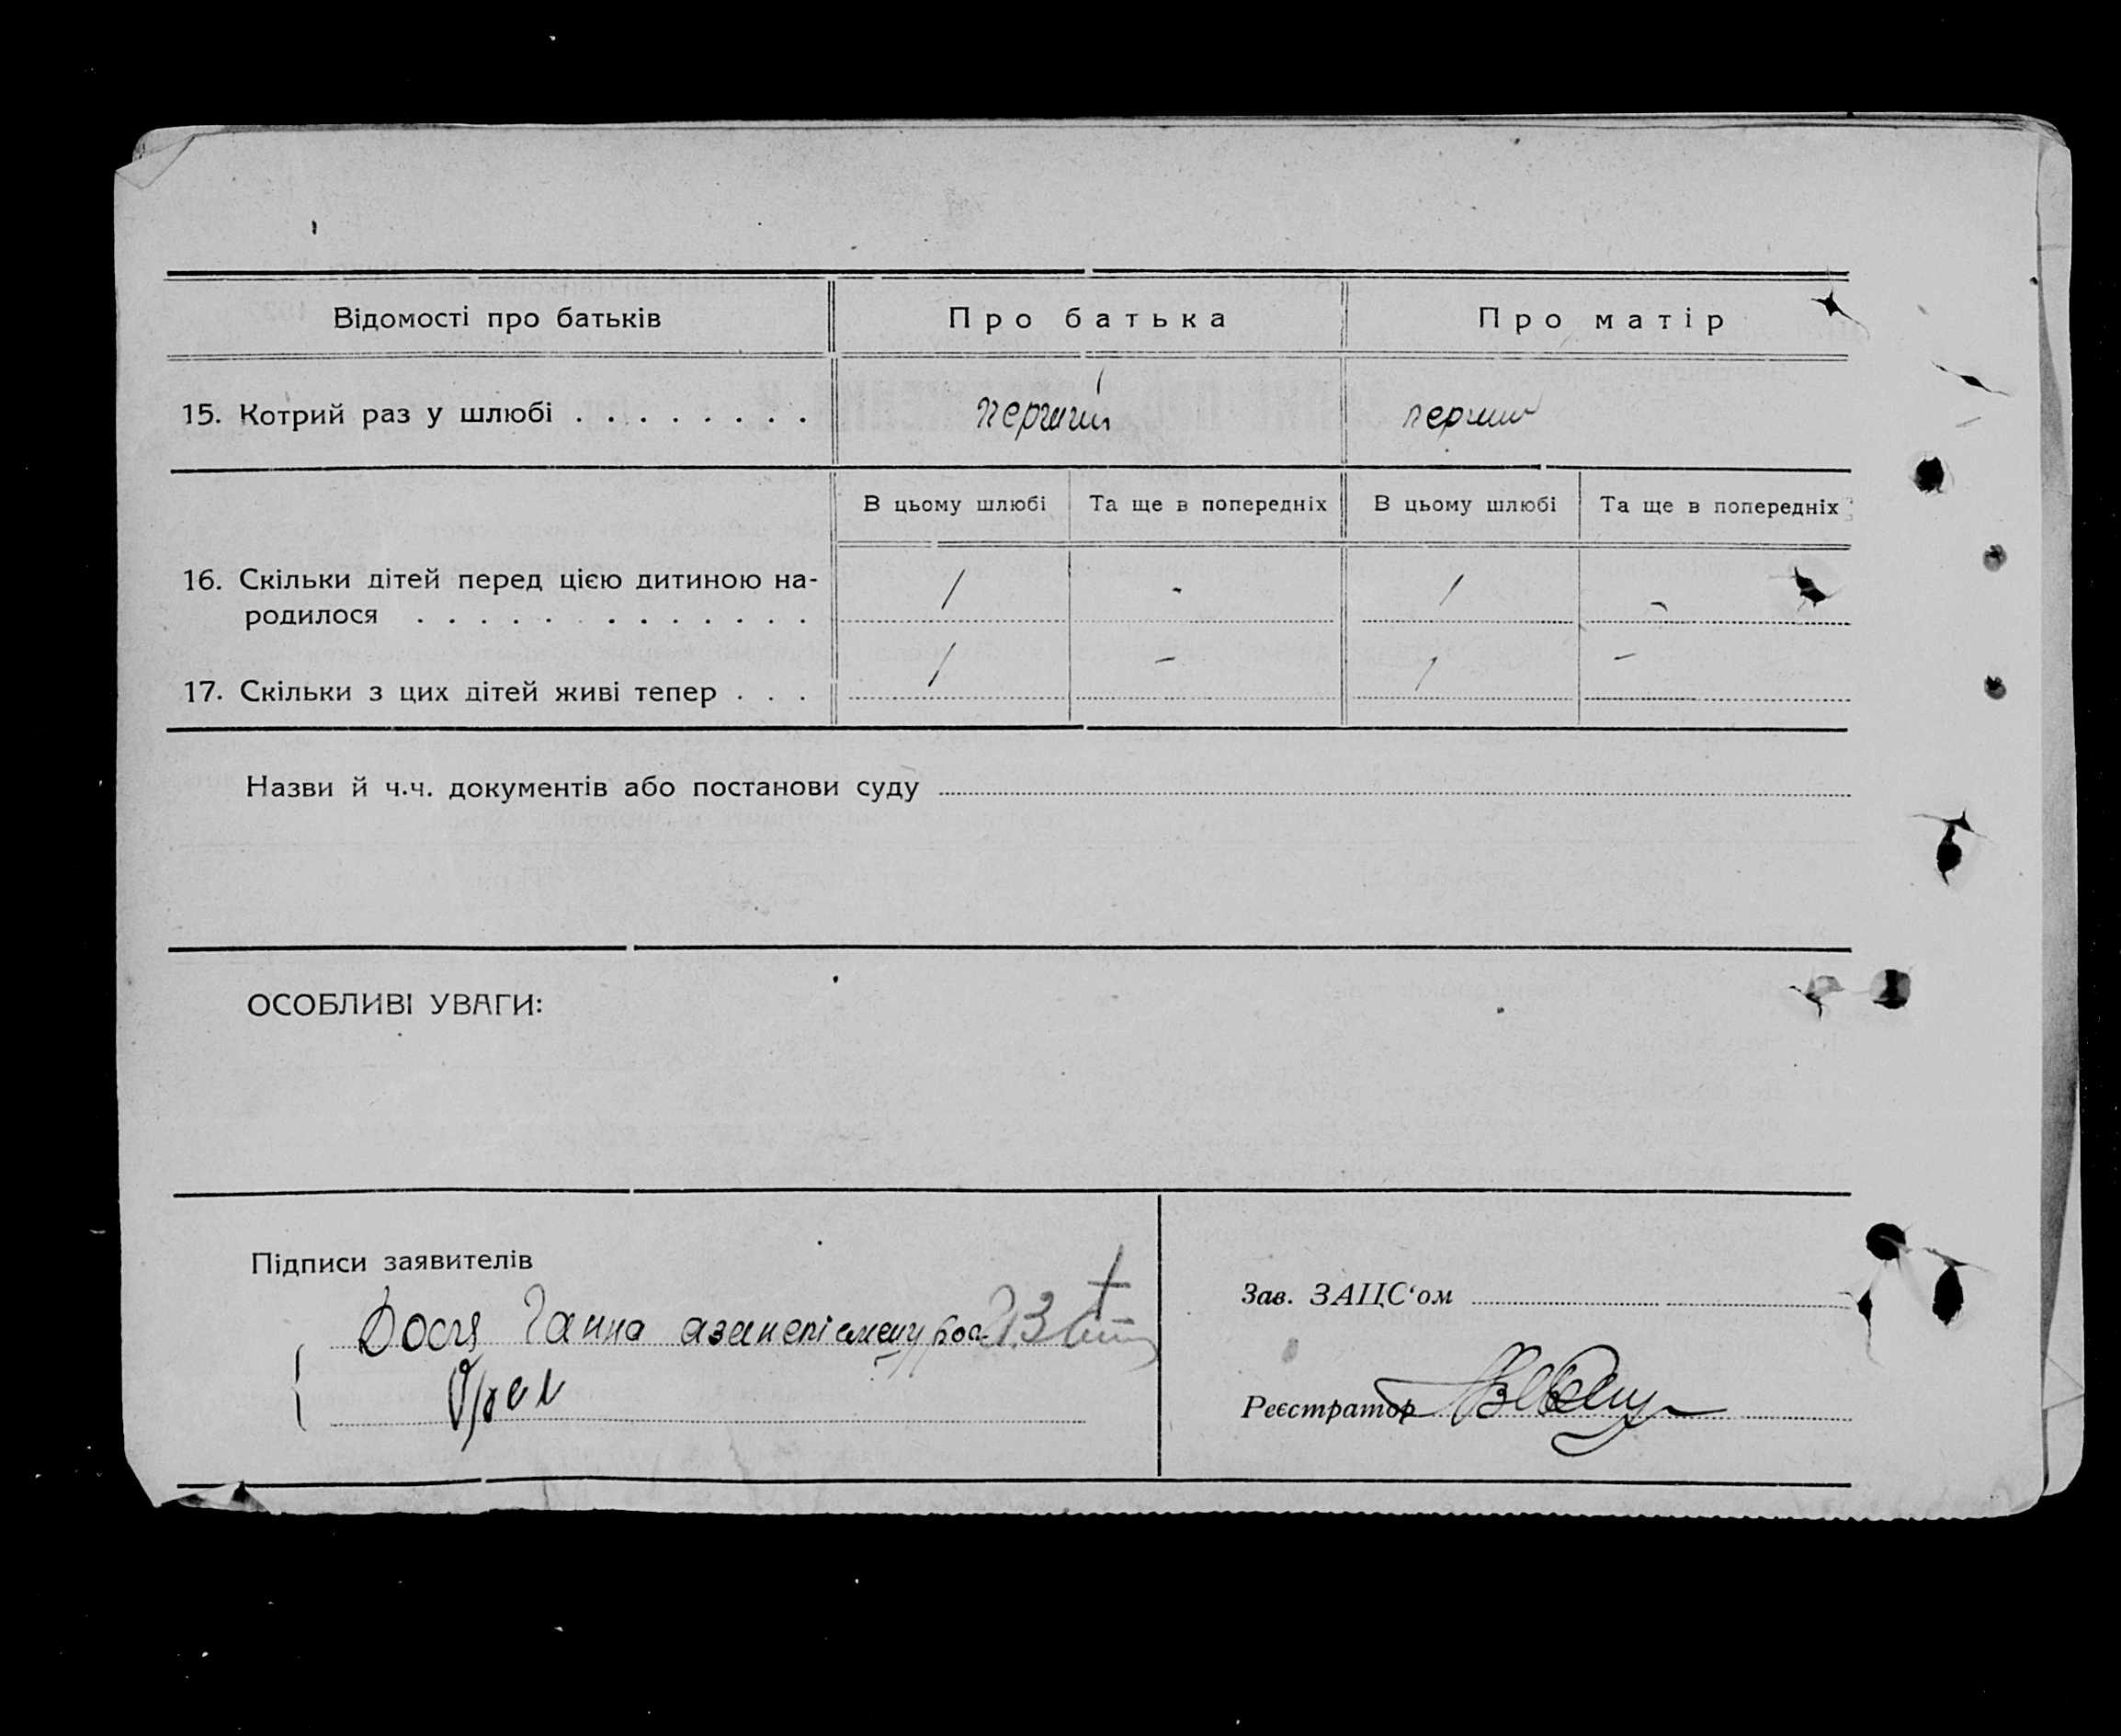 Відомості про батьків
Про батька
Про матір
15. Котрий раз у шлюбі . . . . . . . .
перший
перший
В цьому шлюбі
Та ще в попередніх
В цьому шлюбі
Та ще в попередніх
16. Скільки дітей перед цією дитиною на-
родилося . . . . . . . . . . . . .
1
-
1
-
17. Скільки з цих дітей живі тепер . . .
1
-
1
-
Назви й ч.ч. документів або постанови суду
ОСОБЛИВІ УВАГИ:
Підписи заявителів
Ганна
Зав. ЗАЦС‘ом
Реєстратор